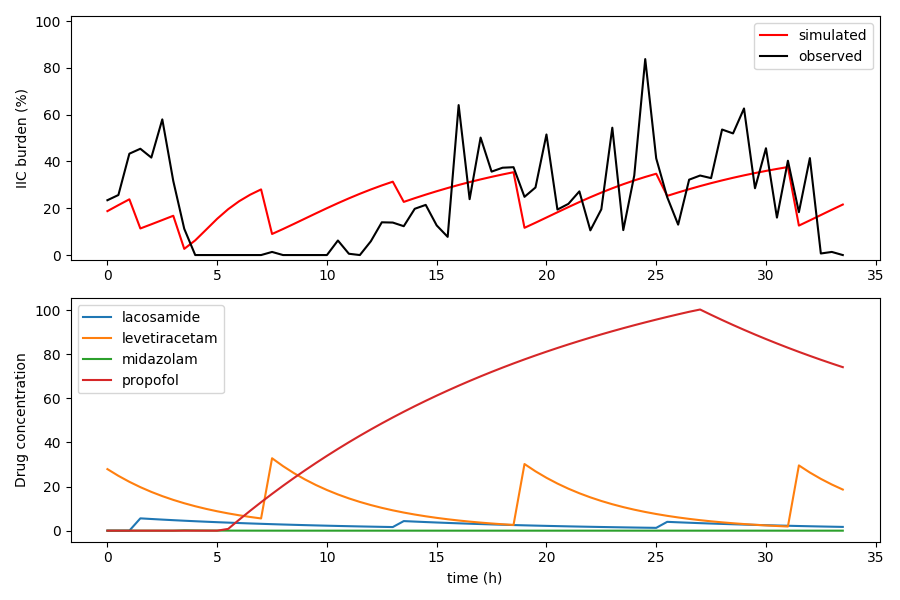 100
80
60
40
20
0
IIC burden (%)
simulated
observed
0 5 10 15 20 25 30 35
100
80
60
40
20
0
Drug concentration
lacosamide
levetiracetam
midazolam
propofol
0 5 10 15 20 25 30 35
time (h)